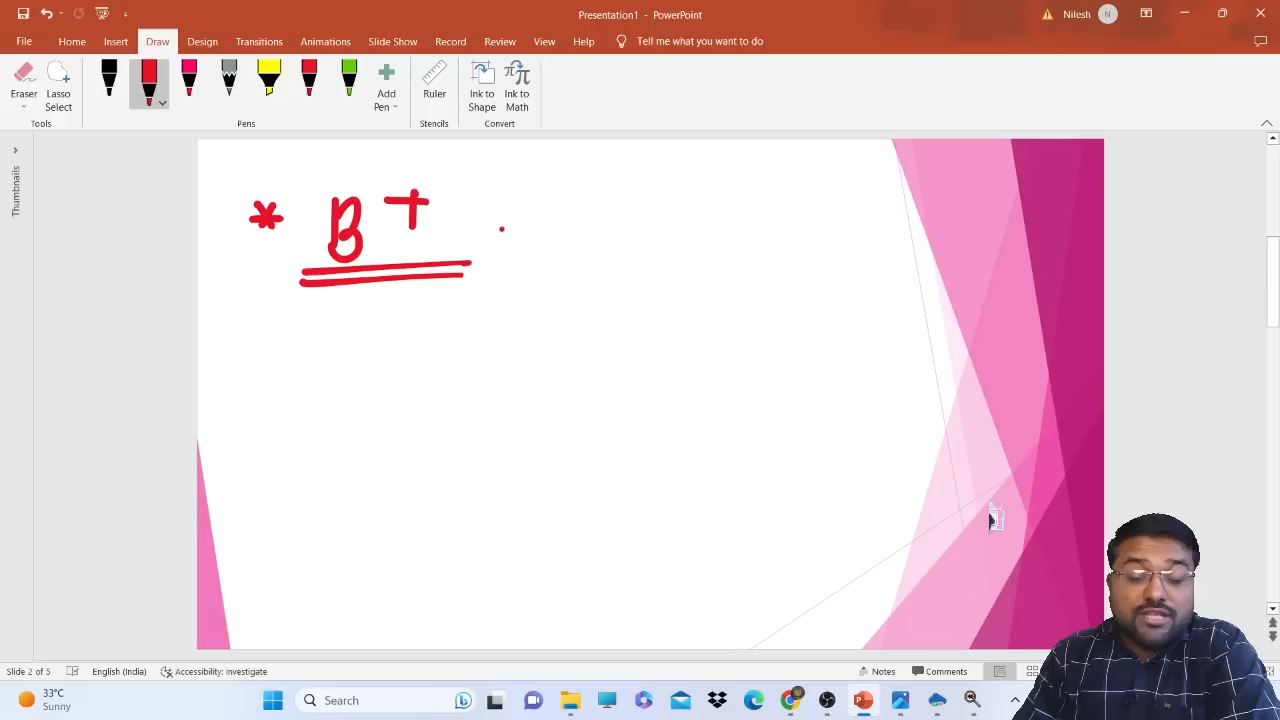 Presentation1 - PowerPoint
Nilesh N
File Home Insert Draw Design Transitions Animations Slide Show Record Review View Help Tell me what you want to do
Eraser
Lasso Select
Add Pen
Ruler
Ink to Shape
Ink to Math
Tools
Pens
Stencils
Convert
Thumbnails
* B+
Slide 2 of 5 English (India) Accessibility: Investigate Notes Comments
33°C
Sunny
Search